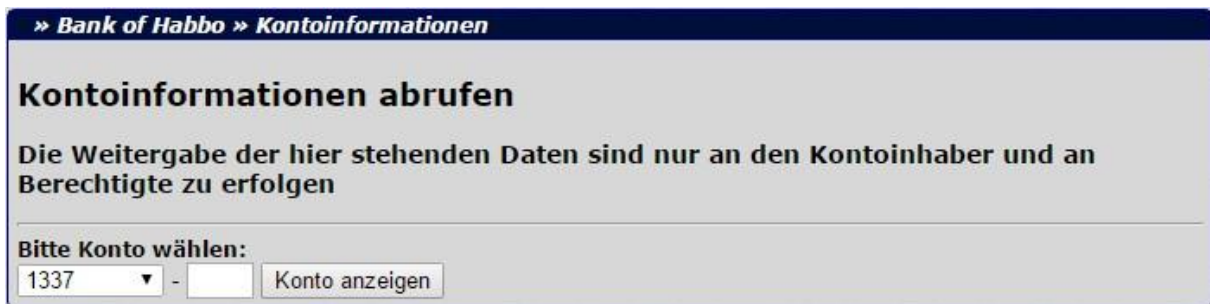 » Bank of Habbo » Kontoinformationen
Kontoinformationen abrufen
Die Weitergabe der hier stehenden Daten sind nur an den Kontoinhaber und an
Berechtigte zu erfolgen
Bitte Konto wählen:
1337 - Konto anzeigen